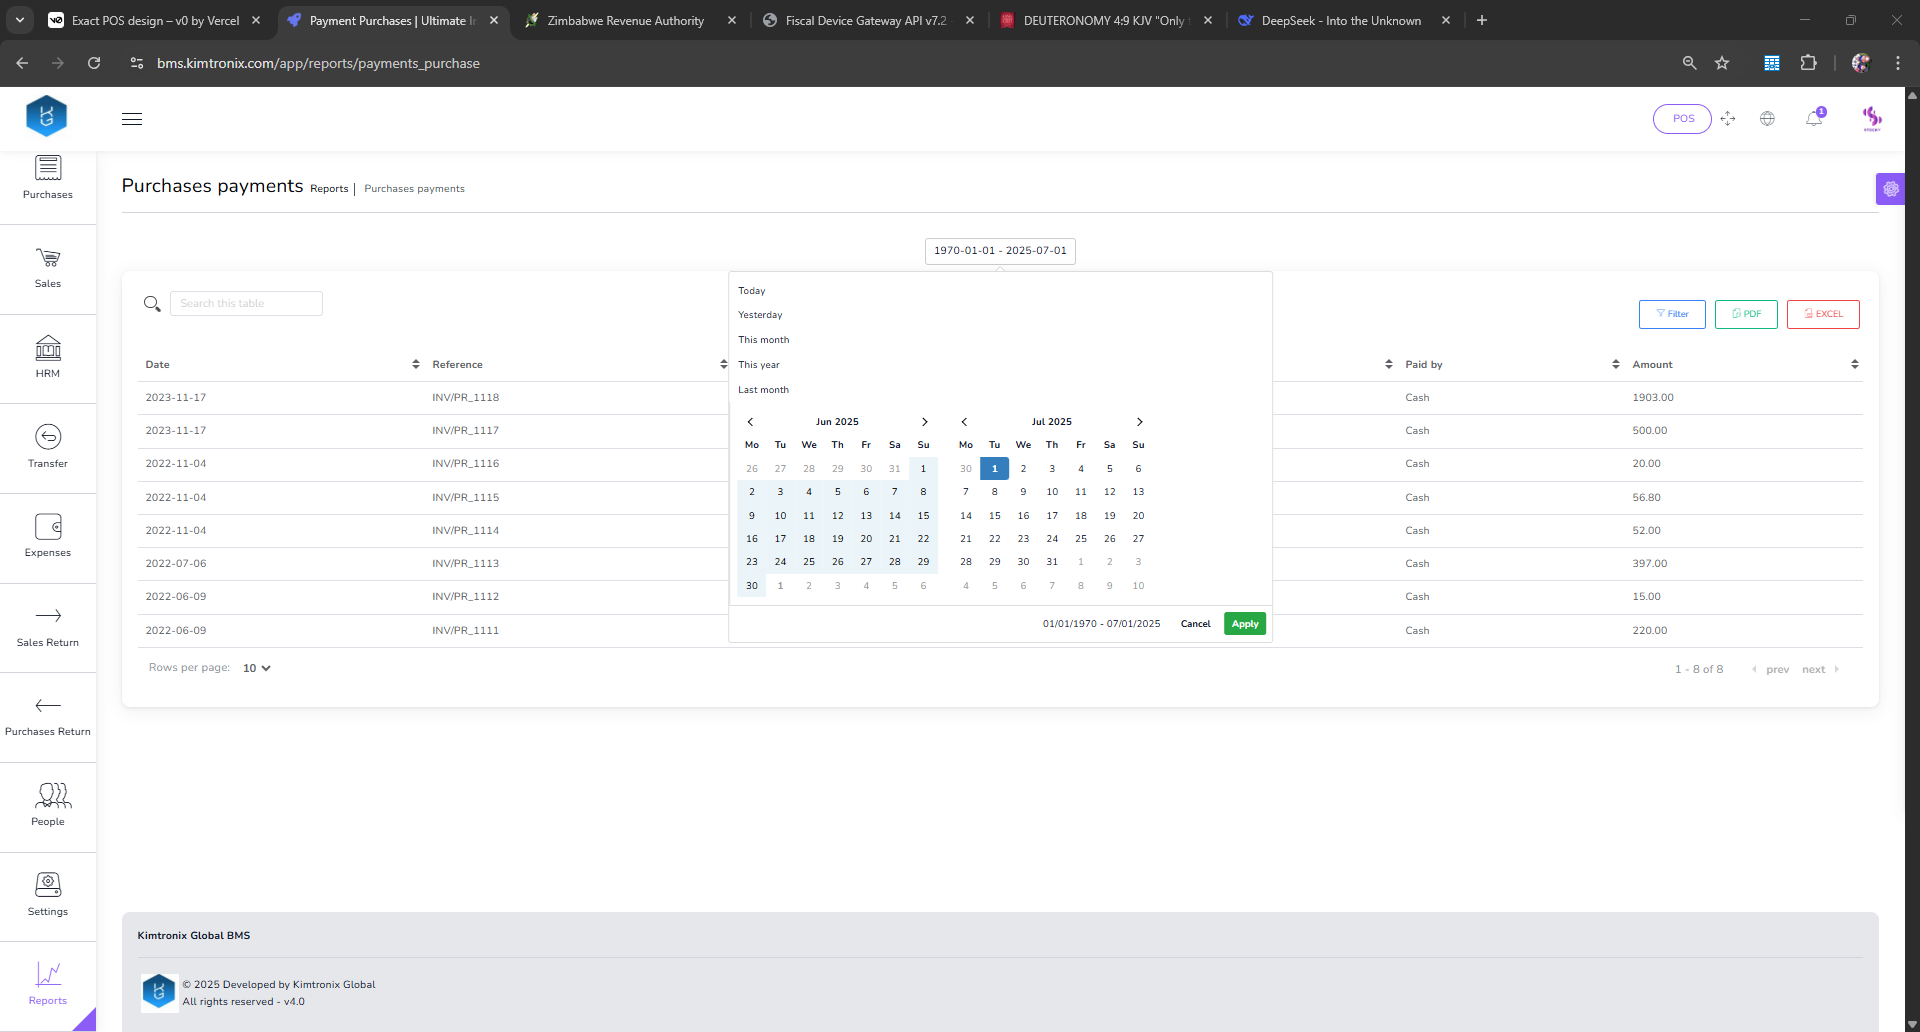 Exact POS design – v0 by Vercel
Payment Purchases | Ultimate In
Zimbabwe Revenue Authority
Fiscal Device Gateway API v7.2
DEUTERONOMY 4:9 KJV "Only
DeepSeek - Into the Unknown
bms.kimtronix.com/app/reports/payments_purchase
POS
1
Purchases
Sales
HRM
Transfer
Expenses
Sales Return
Purchases Return
People
Settings
Reports
Purchases payments Reports | Purchases payments
1970-01-01 - 2025-07-01
Search this table
Filter PDF EXCEL
Today
Yesterday
This month
This year
Last month
Jun 2025
Mo Tu We Th Fr Sa Su
26 27 28 29 30 31 1
2 3 4 5 6 7 8
9 10 11 12 13 14 15
16 17 18 19 20 21 22
23 24 25 26 27 28 29
30 1 2 3 4 5 6
Jul 2025
Mo Tu We Th Fr Sa Su
30 1 2 3 4 5 6
7 8 9 10 11 12 13
14 15 16 17 18 19 20
21 22 23 24 25 26 27
28 29 30 31 1 2 3
4 5 6 7 8 9 10
01/01/1970 - 07/01/2025 Cancel Apply
Date Reference Paid by Amount
2023-11-17 INV/PR_1118 Cash 1903.00
2023-11-17 INV/PR_1117 Cash 500.00
2022-11-04 INV/PR_1116 Cash 20.00
2022-11-04 INV/PR_1115 Cash 56.80
2022-11-04 INV/PR_1114 Cash 52.00
2022-07-06 INV/PR_1113 Cash 397.00
2022-06-09 INV/PR_1112 Cash 15.00
2022-06-09 INV/PR_1111 Cash 220.00
Rows per page: 10
1 - 8 of 8 prev next
Kimtronix Global BMS
© 2025 Developed by Kimtronix Global
All rights reserved - v4.0